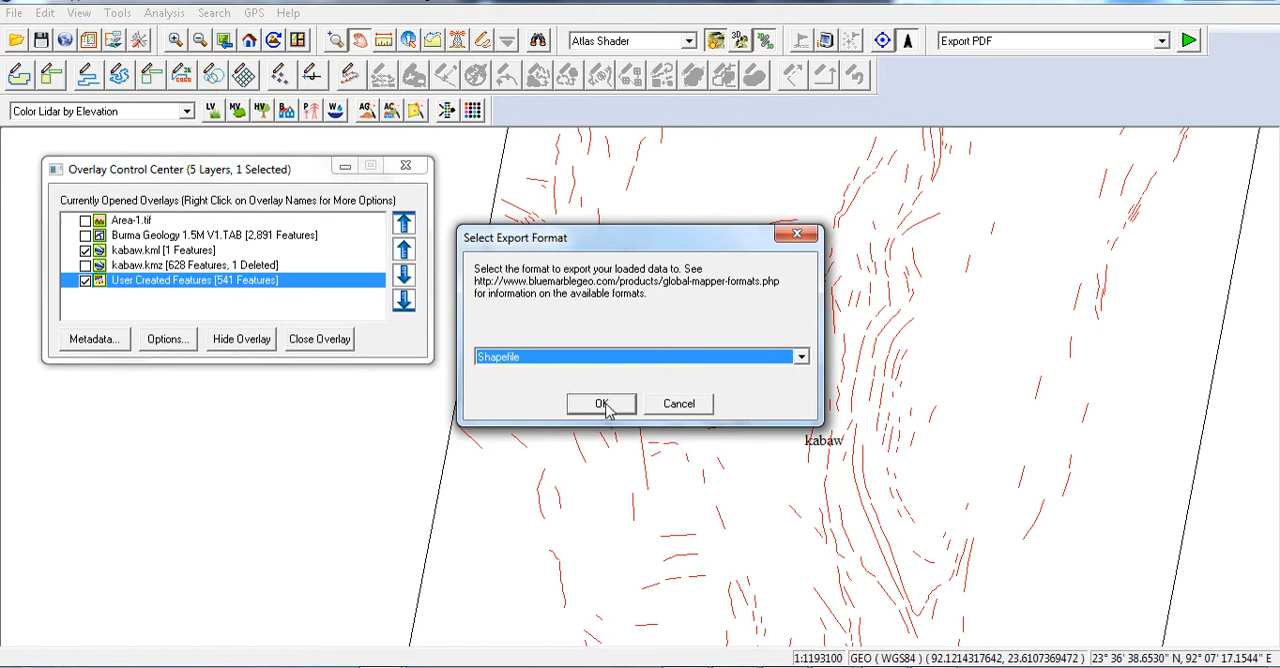 File Edit View Tools Analysis Search GPS Help
Atlas Shader
Export PDF
Color Lidar by Elevation
LV MV HV P AG AC
Overlay Control Center (5 Layers, 1 Selected)
Currently Opened Overlays (Right Click on Overlay Names for More Options)
Area-1.tif
Burma Geology 1.5M V1.TAB [2,891 Features]
kabaw.kml [1 Features]
kabaw.kmz [628 Features, 1 Deleted]
User Created Features [541 Features]
Metadata... Options... Hide Overlay Close Overlay
Select Export Format
Select the format to export your loaded data to. See
http://www.bluemarblegeo.com/products/global-mapper-formats.php
for information on the available formats.
Shapefile
OK Cancel
kabaw
1:1193100 GEO ( WGS84 ) ( 92.1214317642, 23.6107369472 ) 23° 36' 38.6530" N, 92° 07' 17.1544" E